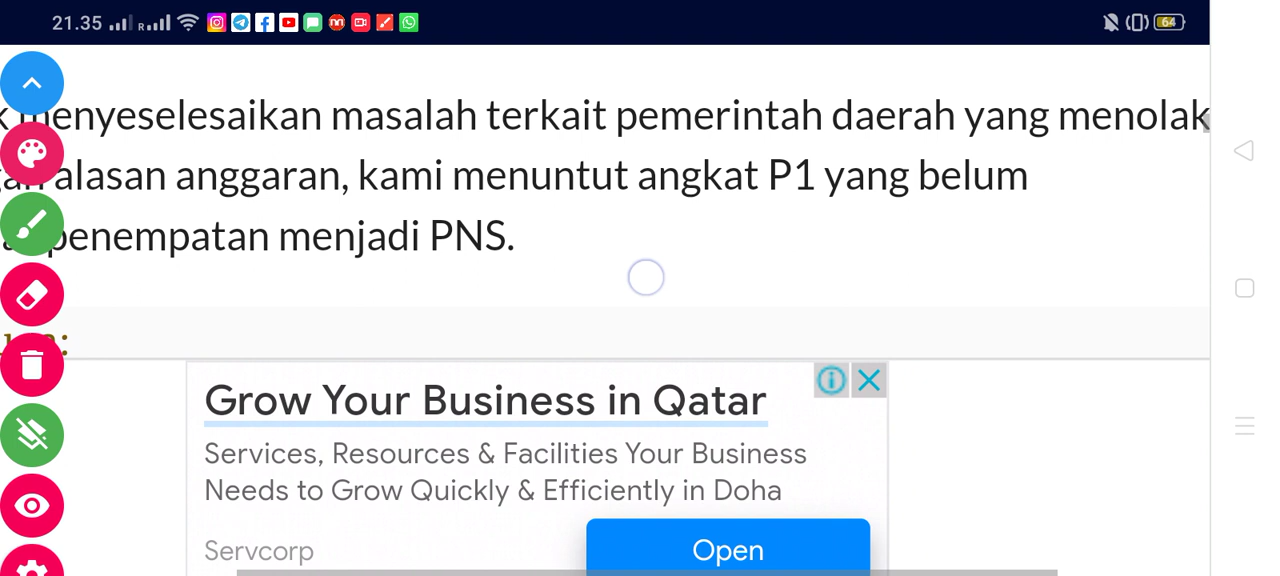 21.35
menyeselesaikan masalah terkait pemerintah daerah yang menolak
alasan anggaran, kami menuntut angkat P1 yang belum
penempatan menjadi PNS.
Grow Your Business in Qatar
Services, Resources & Facilities Your Business
Needs to Grow Quickly & Efficiently in Doha
Servcorp
Open
64